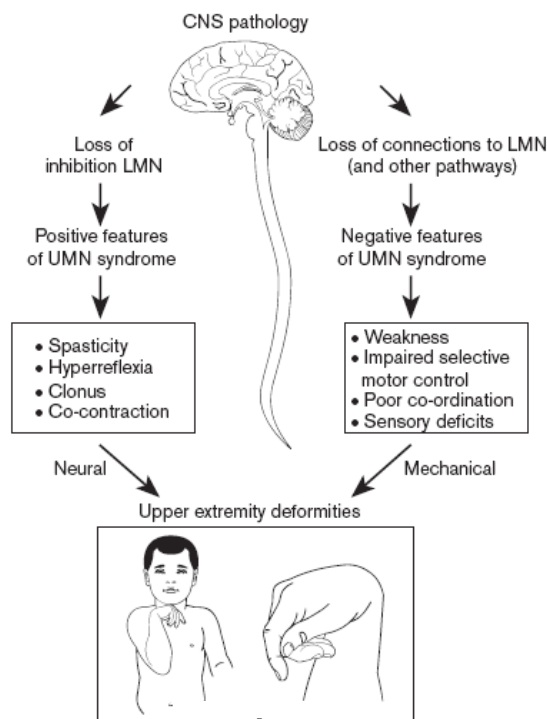 CNS pathology
Loss of
inhibition LMN
Loss of connections to LMN
(and other pathways)
Positive features
of UMN syndrome
Negative features
of UMN syndrome
• Spasticity
• Hyperreflexia
• Clonus
• Co-contraction
• Weakness
• Impaired selective
motor control
• Poor co-ordination
• Sensory deficits
Neural
Mechanical
Upper extremity deformities